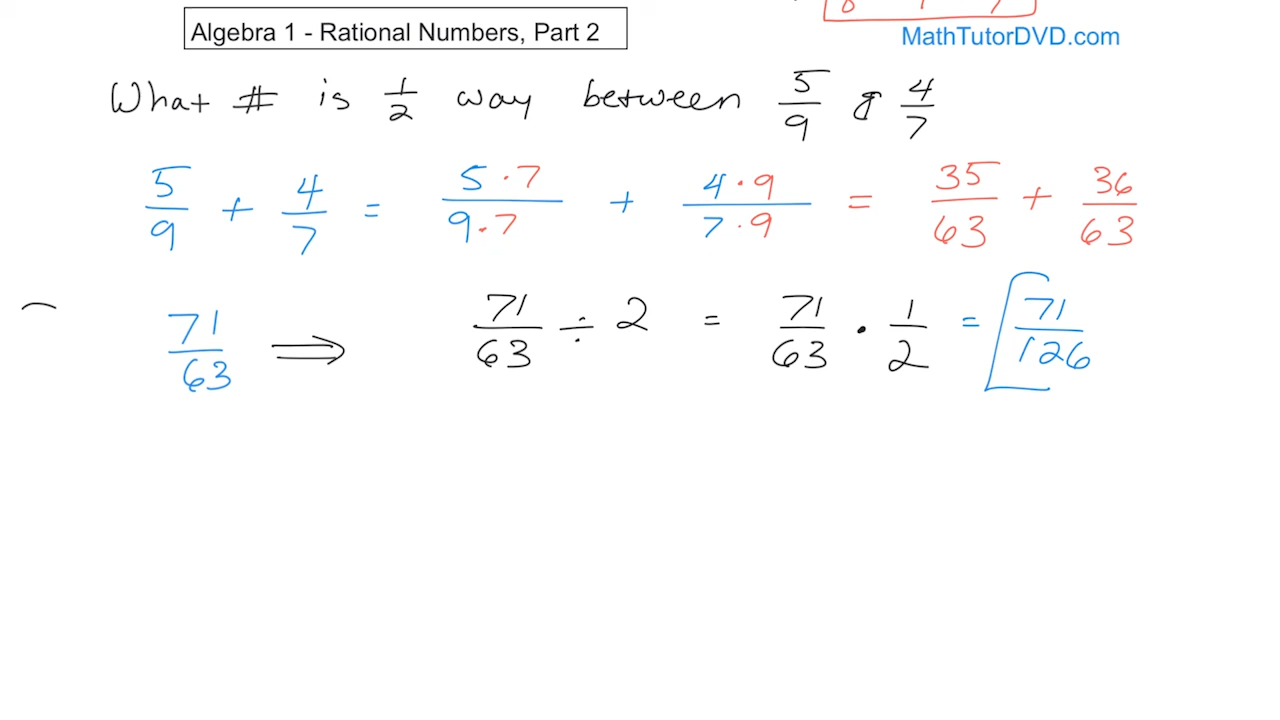 Algebra 1 - Rational Numbers, Part 2
MathTutorDVD.com
What # is 1/2 way between 5/9 & 4/7
5/9 + 4/7 = 5·7/9·7 + 4·9/7·9 = 35/63 + 36/63
71/63 ⟹ 71/63 ÷ 2 = 71/63 · 1/2 = 71/126